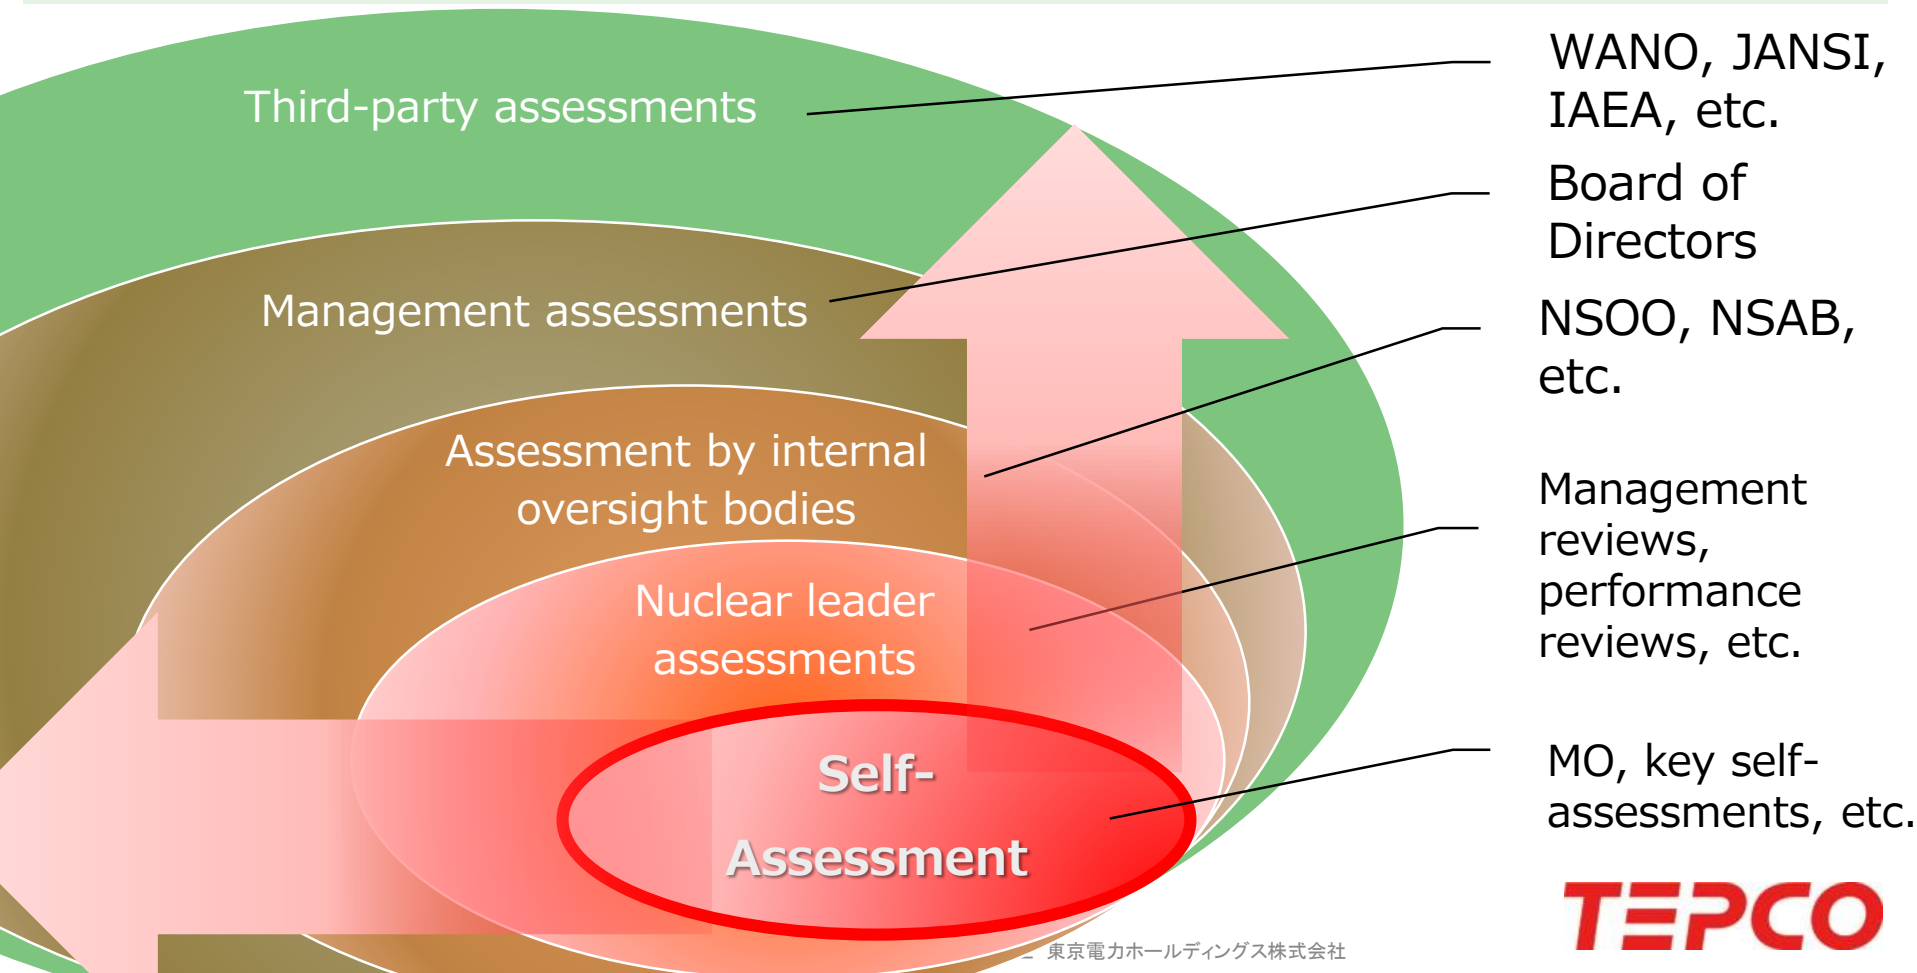 Third-party assessments
WANO, JANSI,
IAEA, etc.
Management assessments
Board of
Directors
Assessment by internal
oversight bodies
NSOO, NSAB,
etc.
Nuclear leader
assessments
Management
reviews,
performance
reviews, etc.
Self-
Assessment
MO, key self-
assessments, etc.
東京電力ホールディングス株式会社
TEPCO